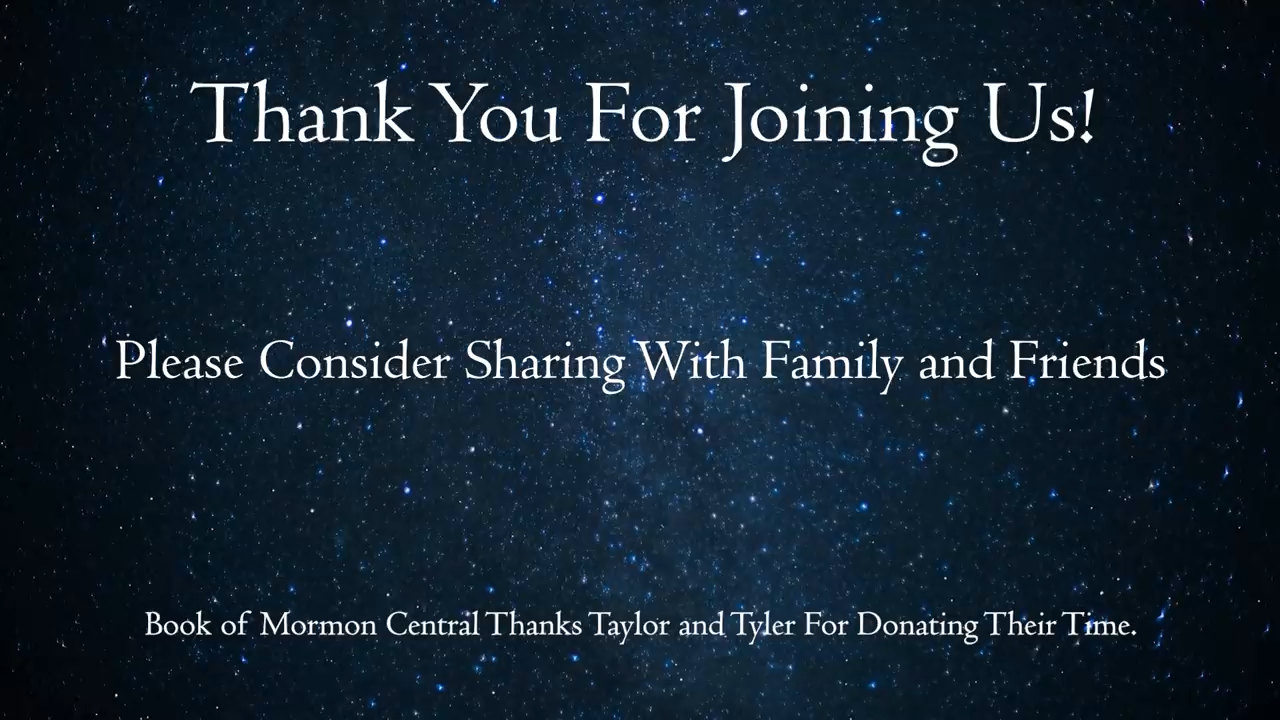 Thank You For Joining Us!
Please Consider Sharing With Family and Friends
Book of Mormon Central Thanks Taylor and Tyler For Donating Their Time.